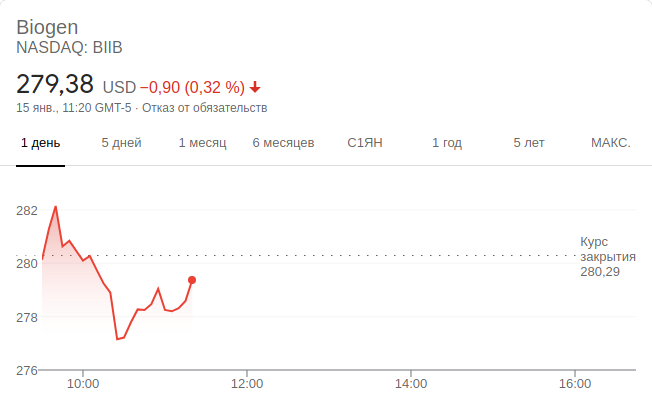 Biogen
NASDAQ: BIIB
279,38 USD −0,90 (0,32 %)
15 янв., 11:20 GMT-5 · Отказ от обязательств
1 день 5 дней 1 месяц 6 месяцев С1ЯН 1 год 5 лет МАКС.
282
280
278
276
Курс
закрытия
280,29
10:00 12:00 14:00 16:00